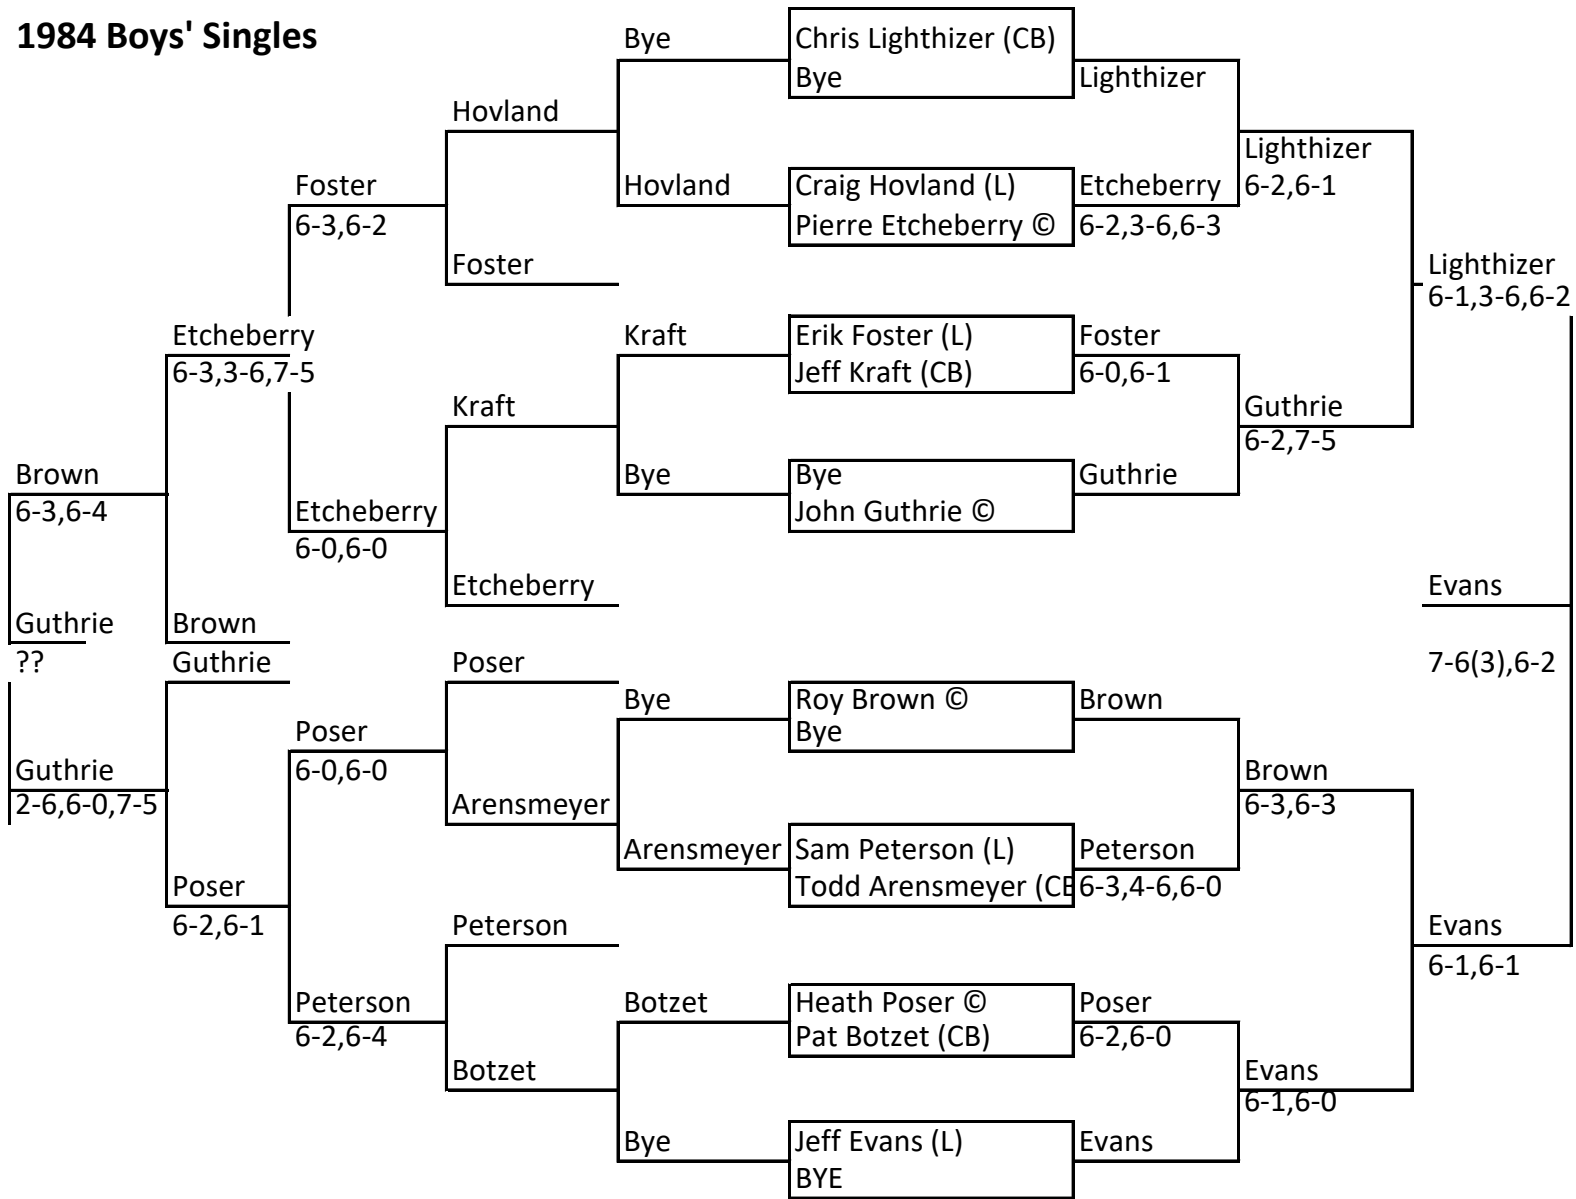 1984 Boys' Singles
Bye
Chris Lighthizer (CB)
Bye
Lighthizer
Hovland
Lighthizer
6-2,6-1
Foster
6-3,6-2
Hovland
Craig Hovland (L)
Pierre Etcheberry ©
Etcheberry
6-2,3-6,6-3
Foster
Lighthizer
6-1,3-6,6-2
Etcheberry
6-3,3-6,7-5
Kraft
Erik Foster (L)
Jeff Kraft (CB)
Foster
6-0,6-1
Kraft
Guthrie
6-2,7-5
Brown
6-3,6-4
Bye
Bye
John Guthrie ©
Guthrie
Etcheberry
6-0,6-0
Etcheberry
Evans
7-6(3),6-2
Guthrie
??
Brown
Guthrie
Poser
Bye
Roy Brown ©
Bye
Brown
Poser
6-0,6-0
Guthrie
2-6,6-0,7-5
Brown
6-3,6-3
Arensmeyer
Arensmeyer
Sam Peterson (L)
Todd Arensmeyer (CB
Peterson
6-3,4-6,6-0
Poser
6-2,6-1
Peterson
Evans
6-1,6-1
Peterson
6-2,6-4
Botzet
Heath Poser ©
Pat Botzet (CB)
Poser
6-2,6-0
Botzet
Evans
6-1,6-0
Bye
Jeff Evans (L)
BYE
Evans